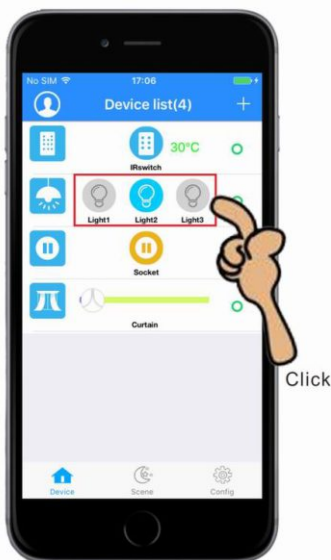 No SIM 17:06
Device list(4) +
30°C
IRswitch
Light1 Light2 Light3
Socket
Curtain
Click
Device Scene Config